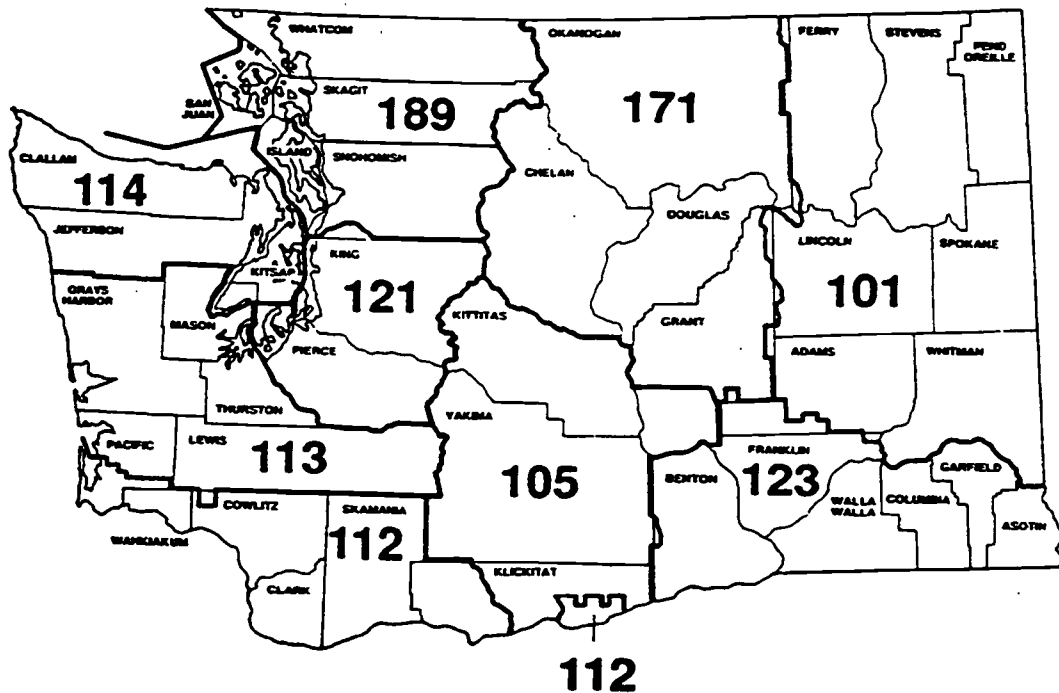 WHATCOM
OKANOGAN
FERRY
STEVENS
PEND
OREILLE
SAN
JUAN
SKAGIT
189
171
ISLAND
SNOHOMISH
CLALLAM
114
CHELAN
DOUGLAS
JEFFERSON
KITSAP
KING
LINCOLN
SPOKANE
GRAYS
HARBOR
121
KITTITAS
GRANT
101
MASON
PIERCE
ADAMS
WHITMAN
THURSTON
YAKIMA
PACIFIC
LEWIS
113
105
BENTON
FRANKLIN
123
GARFIELD
WALLA
WALLA
COLUMBIA
ASOTIN
WAHKIAKUM
COWLITZ
SKAMANIA
112
CLARK
KLICKITAT
112